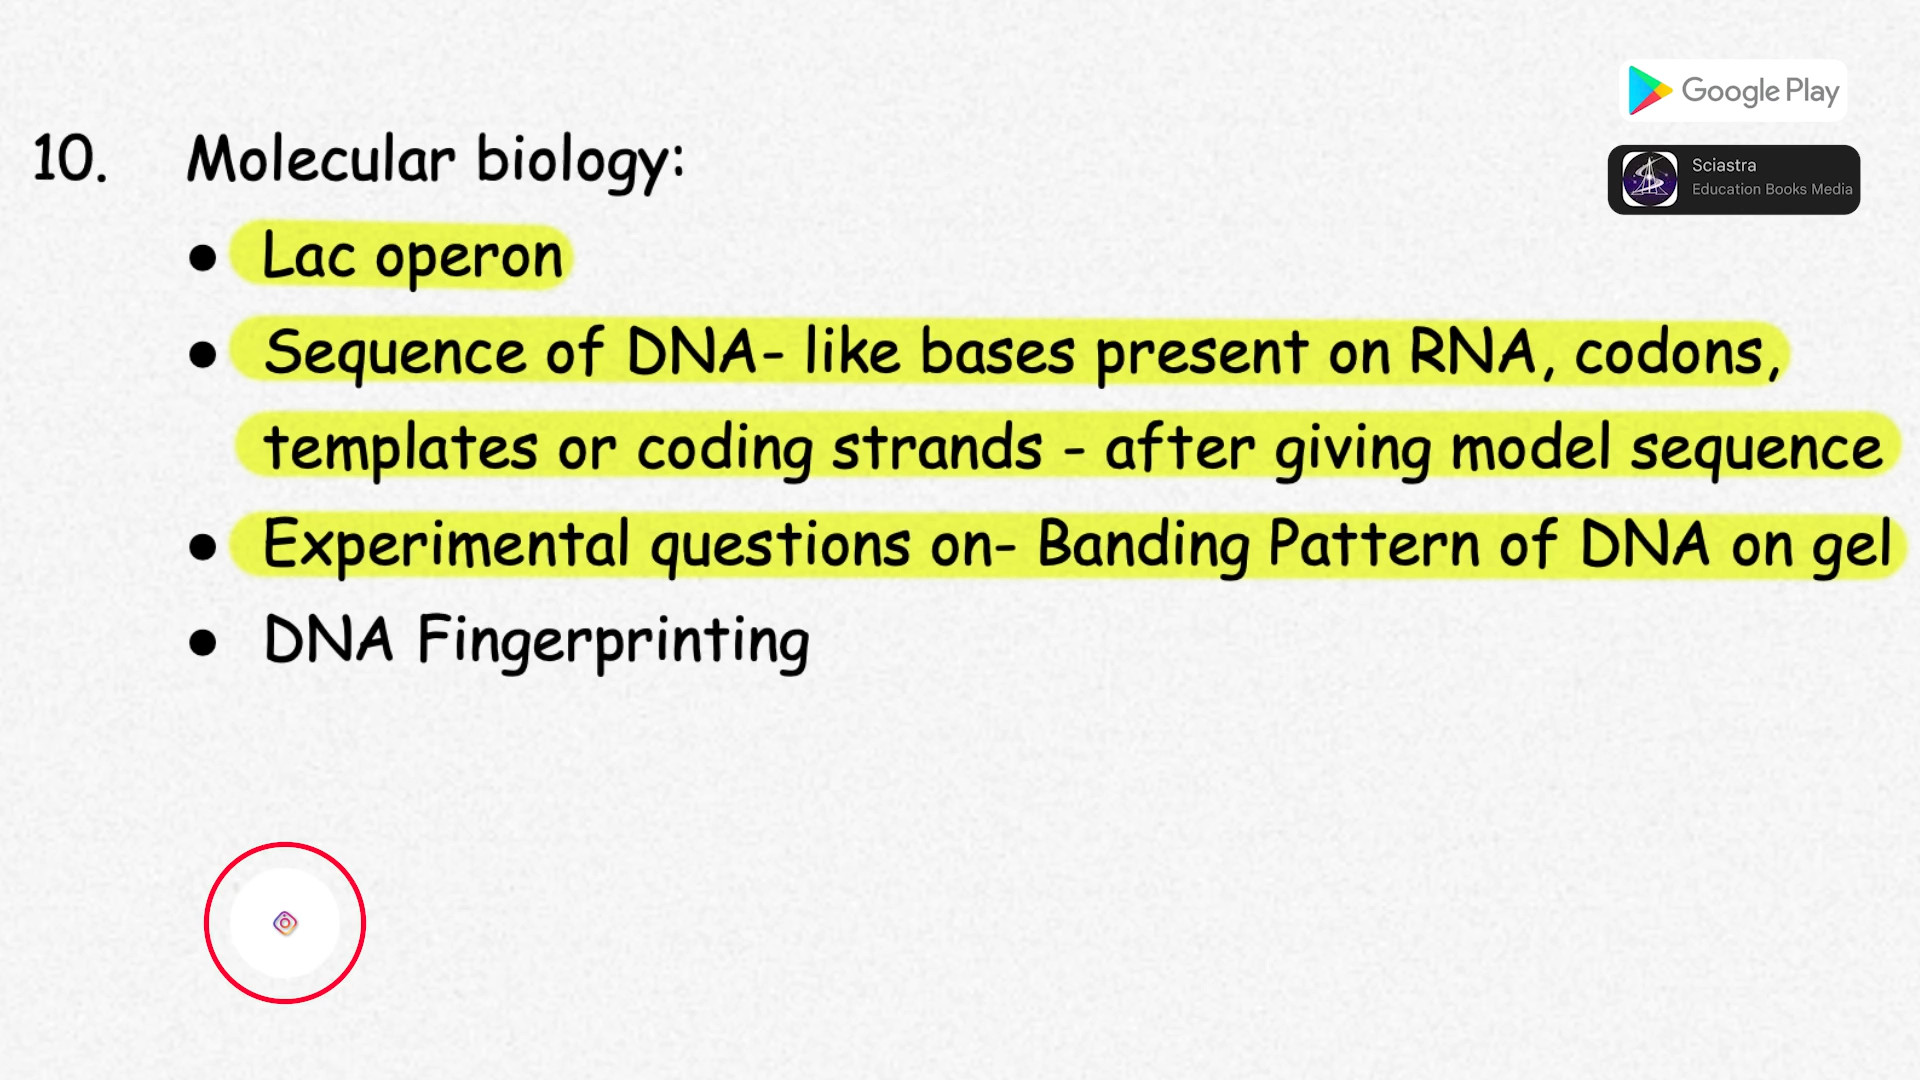 Google Play
10. Molecular biology:
Sciastra
Education Books Media
● Lac operon
● Sequence of DNA- like bases present on RNA, codons,
templates or coding strands - after giving model sequence
● Experimental questions on- Banding Pattern of DNA on gel
● DNA Fingerprinting